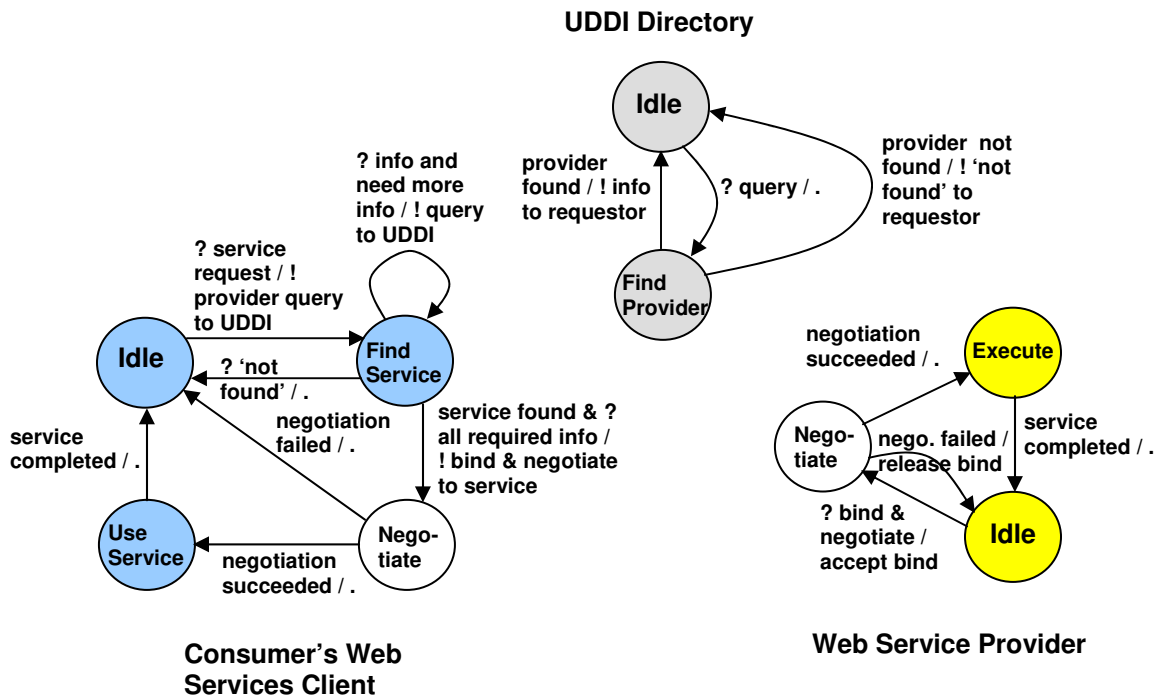 UDDI Directory
Idle
provider
found / ! info
to requestor
? query / .
provider  not
found / ! ‘not
found’ to
requestor
Find
Provider
? info and
need more
info / ! query
to UDDI
? service
request / !
provider query
to UDDI
Idle
Find
Service
? ‘not
found’ / .
negotiation
failed / .
service found & ?
all required info /
! bind & negotiate
to service
service
completed / .
Use
Service
negotiation
succeeded / .
Nego-
tiate
Consumer’s Web
Services Client
negotiation
succeeded / .
Execute
Nego-
tiate
nego. failed /
release bind
service
completed / .
? bind &
negotiate /
accept bind
Idle
Web Service Provider